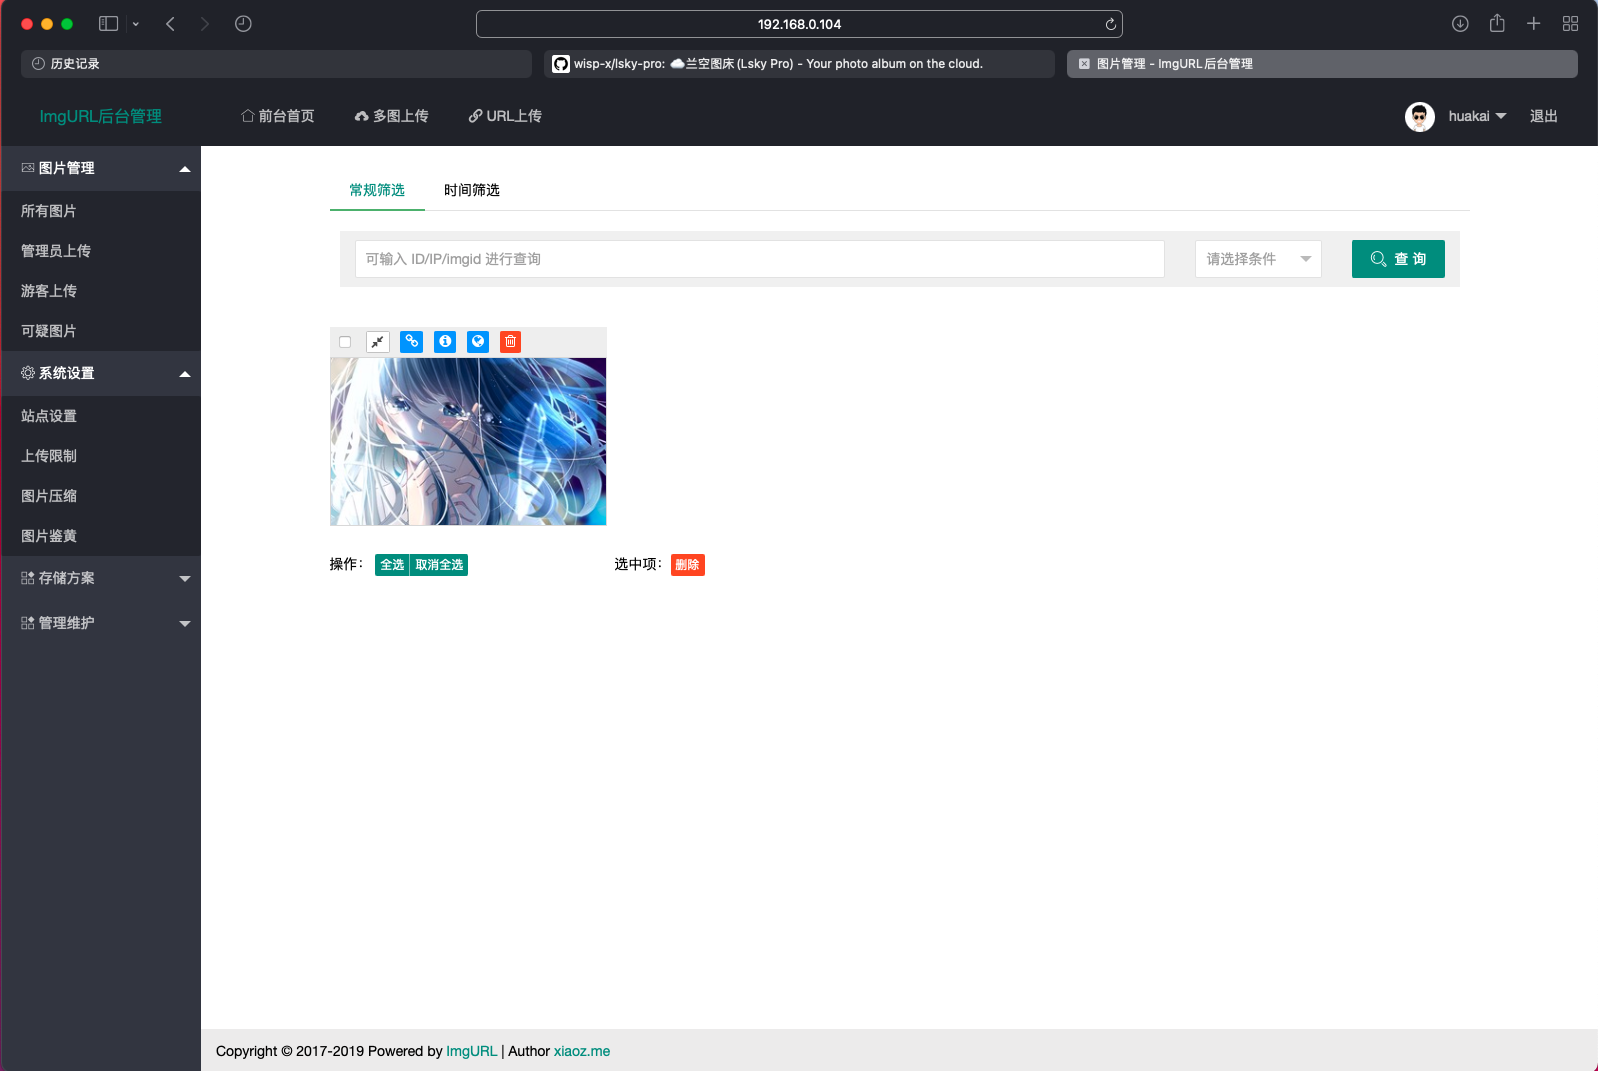 192.168.0.104
历史记录
wisp-x/lsky-pro: ☁️兰空图床(Lsky Pro) - Your photo album on the cloud.
图片管理 - ImgURL后台管理
ImgURL后台管理
前台首页
多图上传
URL上传
huakai
退出
图片管理
所有图片
管理员上传
游客上传
可疑图片
系统设置
站点设置
上传限制
图片压缩
图片鉴黄
存储方案
管理维护
常规筛选
时间筛选
可输入 ID/IP/imgid 进行查询
请选择条件
查 询
操作：
全选
取消全选
选中项：
删除
Copyright © 2017-2019 Powered by ImgURL | Author xiaoz.me